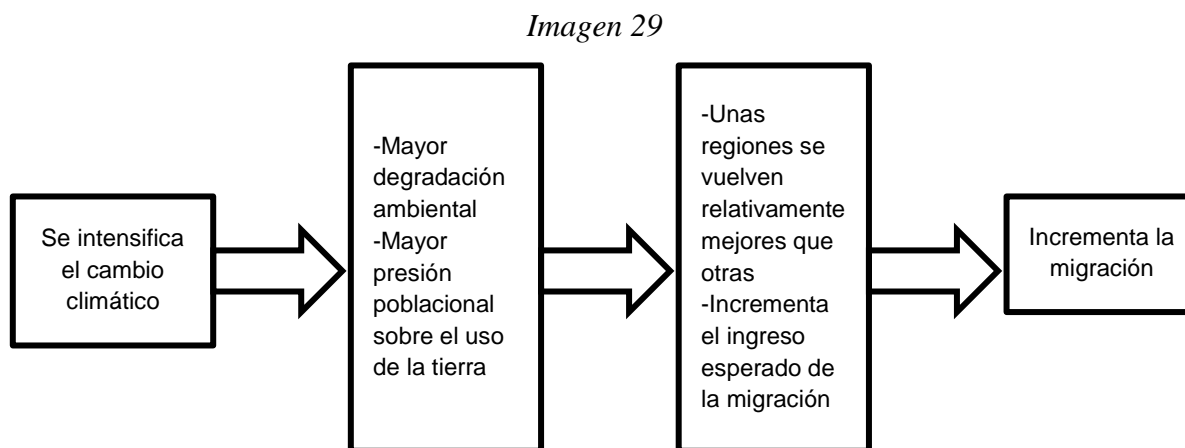 Imagen 29
Se intensifica
el cambio
climático
-Mayor
degradación
ambiental
-Mayor
presión
poblacional
sobre el uso
de la tierra
-Unas
regiones se
vuelven
relativamente
mejores que
otras
-Incrementa
el ingreso
esperado de
la migración
Incrementa la
migración